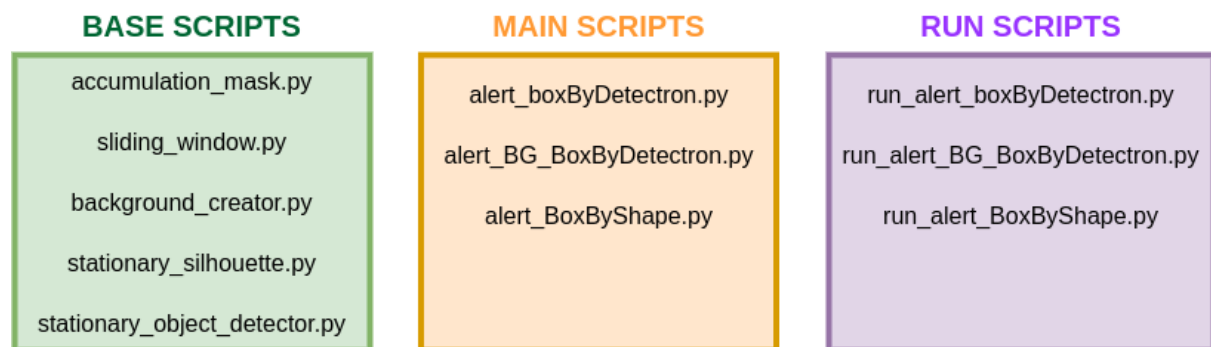 BASE SCRIPTS
accumulation_mask.py
sliding_window.py
background_creator.py
stationary_silhouette.py
stationary_object_detector.py
MAIN SCRIPTS
alert_boxByDetectron.py
alert_BG_BoxByDetectron.py
alert_BoxByShape.py
RUN SCRIPTS
run_alert_boxByDetectron.py
run_alert_BG_BoxByDetectron.py
run_alert_BoxByShape.py